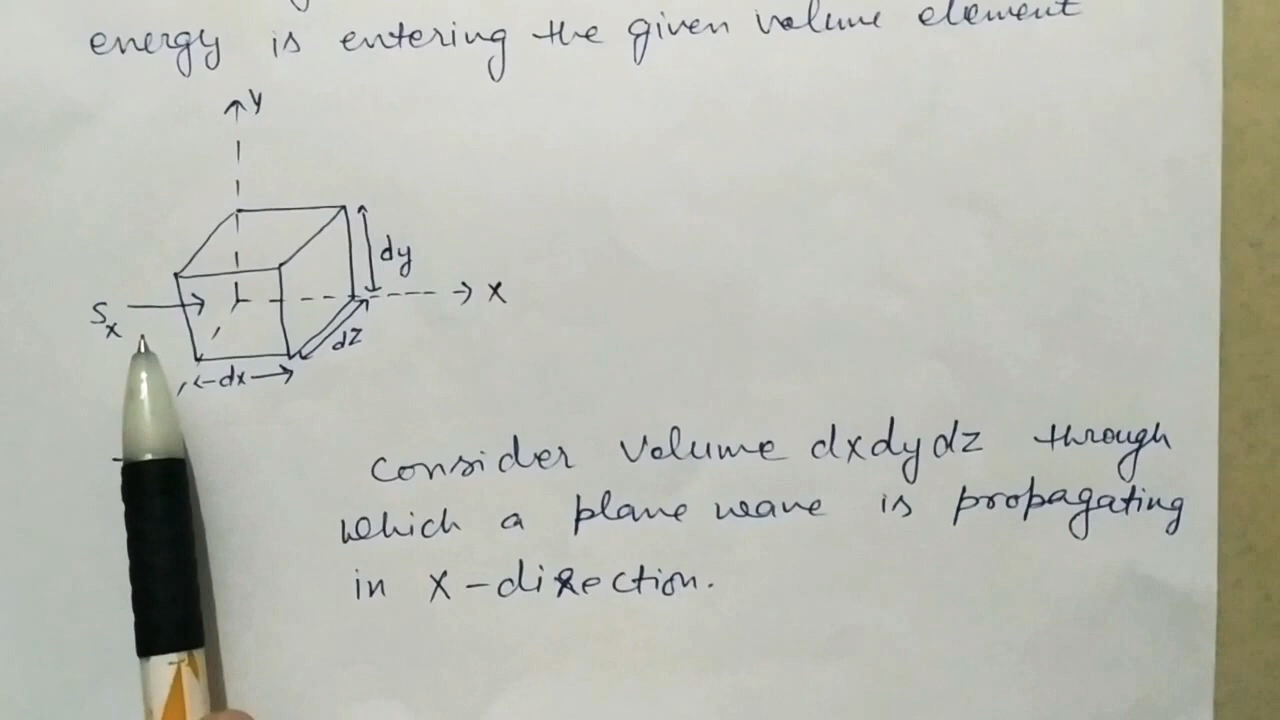 energy is entering the given volume element
Y
dy
X
Sx
dz
dx
Consider Volume dxdydz through
which a plane wave is propagating
in X-direction.